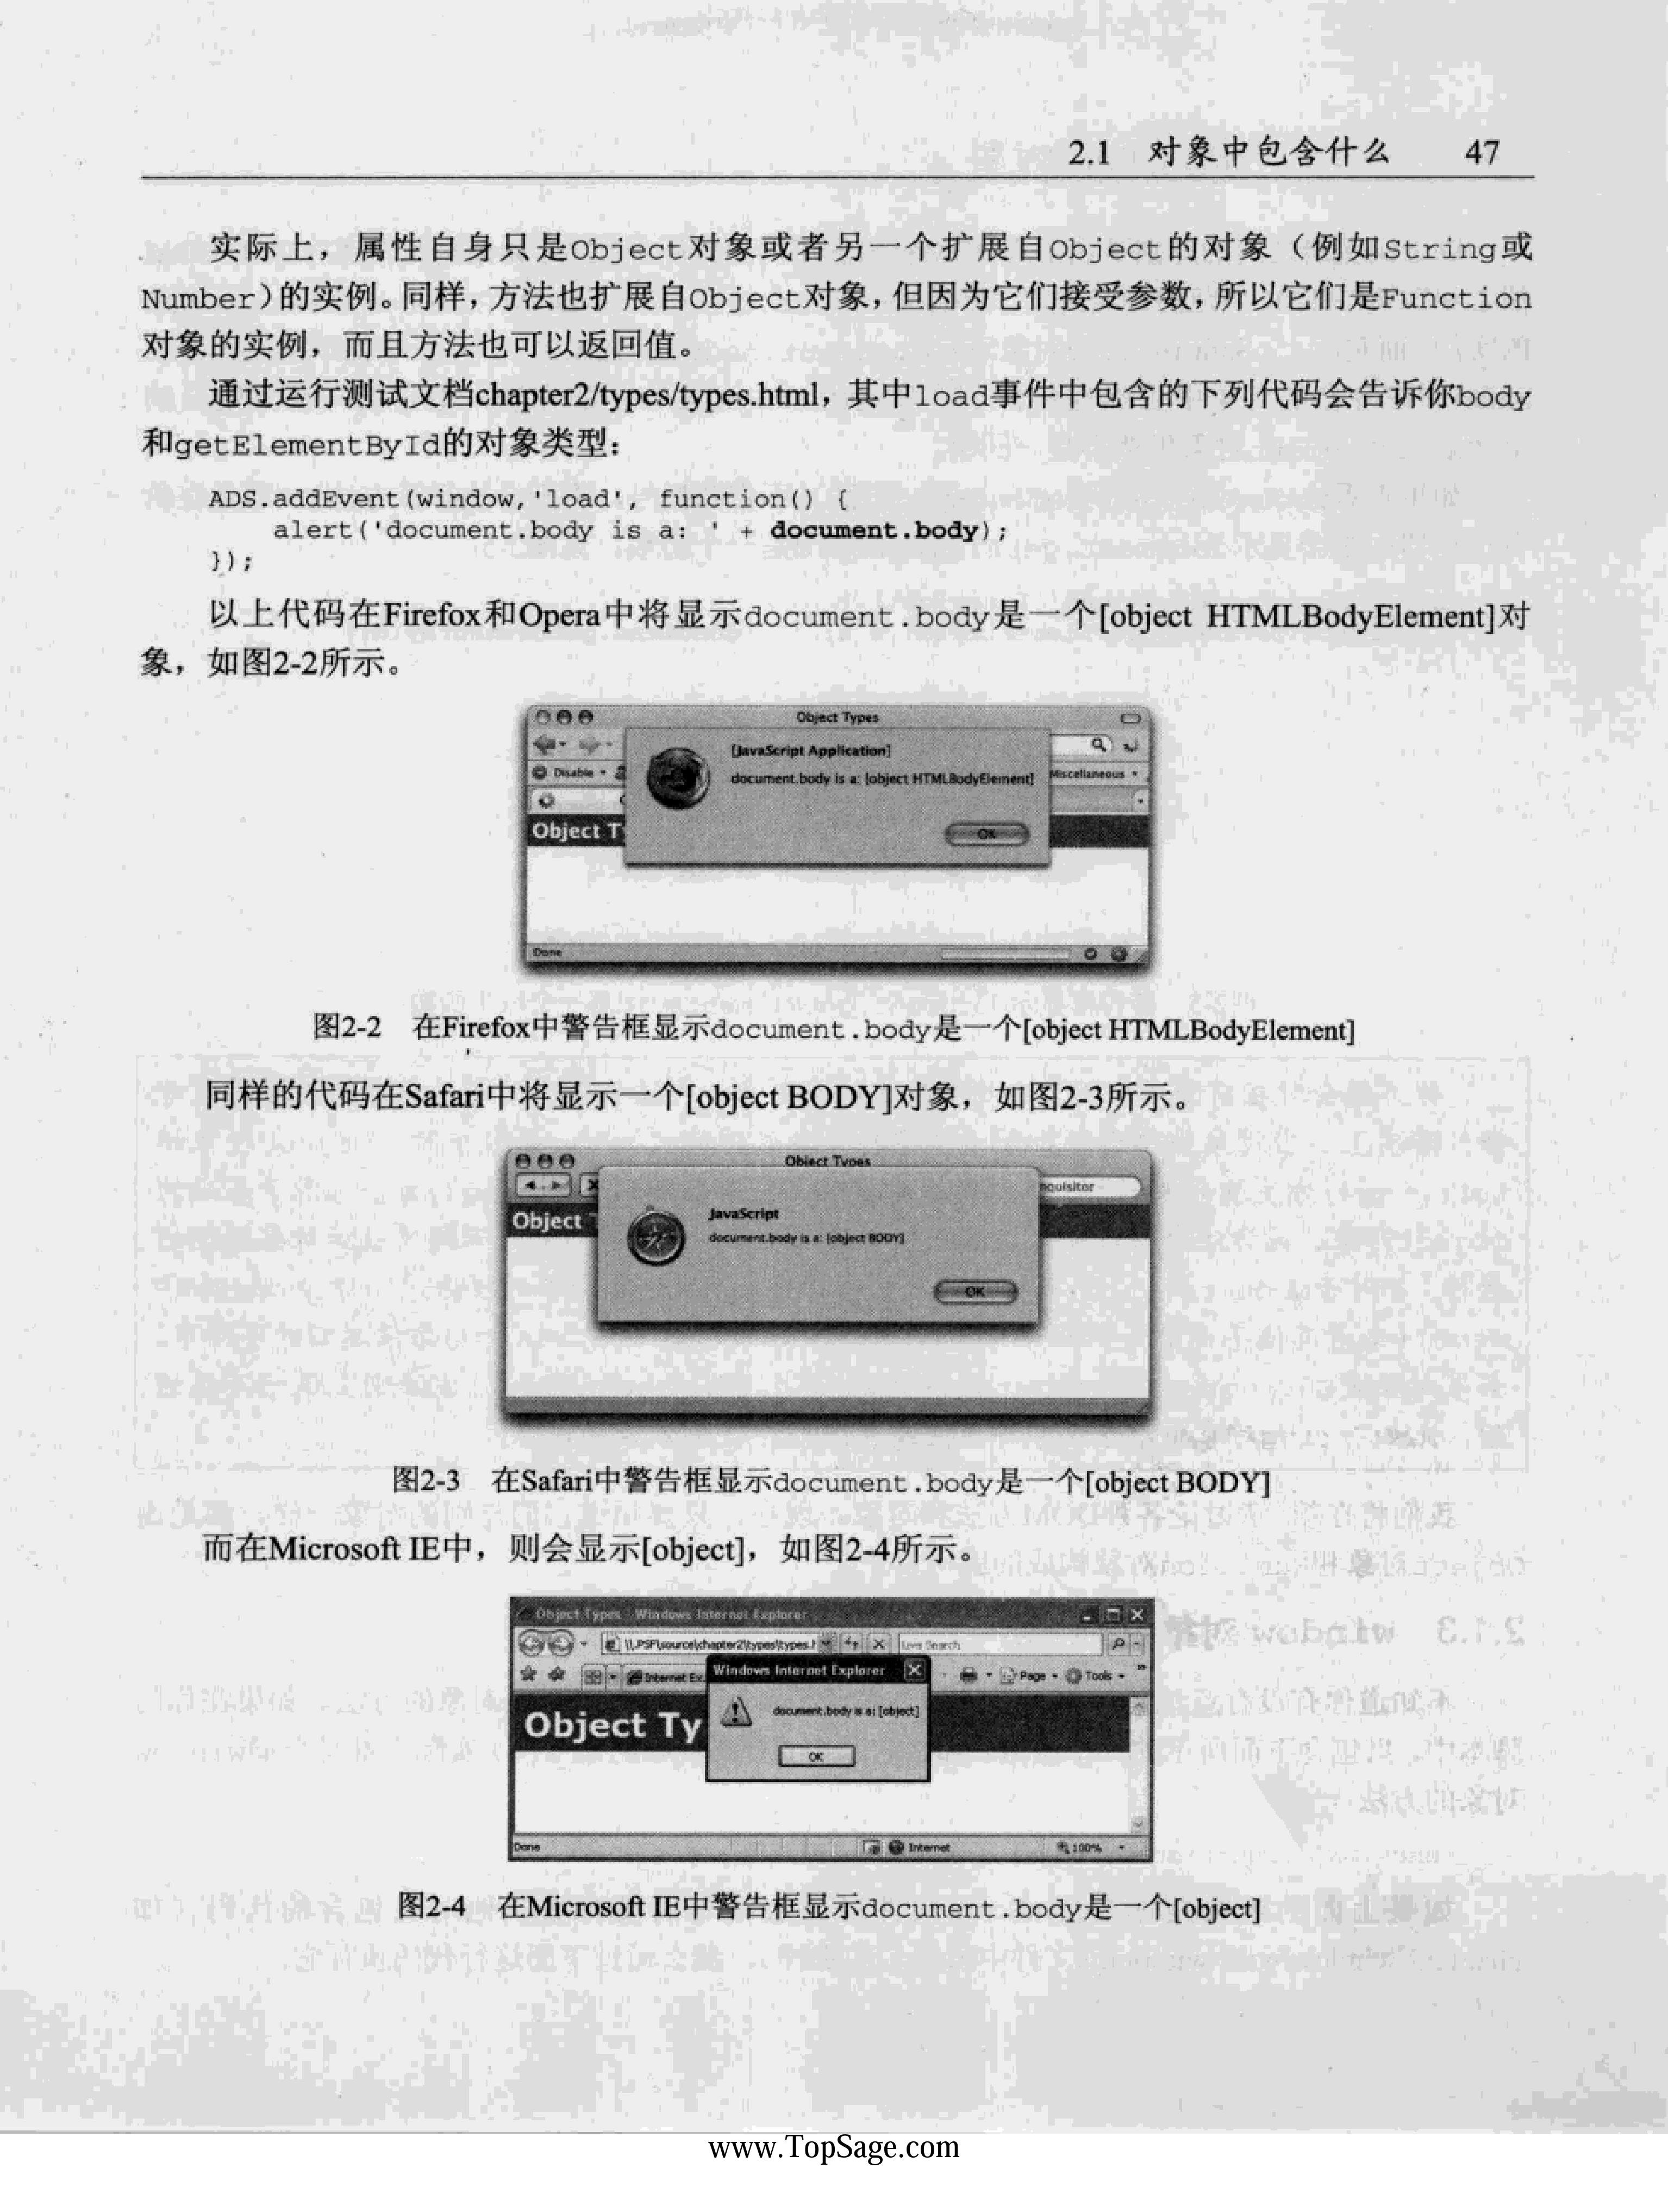 2.1 对象中包含什么 47
实际上，属性自身只是Object对象或者另一个扩展自Object的对象（例如String或
Number）的实例。同样，方法也扩展自Object对象，但因为它们接受参数，所以它们是Function
对象的实例，而且方法也可以返回值。
通过运行测试文档chapter2/types/types.html，其中load事件中包含的下列代码会告诉你body
和getElementById的对象类型：
ADS.addEvent(window,'load', function() {
alert('document.body is a: ' + document.body);
});
以上代码在Firefox和Opera中将显示document.body是一个[object HTMLBodyElement]对
象，如图2-2所示。
Object Types
[JavaScript Application]
Disable
document.body is a: [object HTMLBodyElement]
Miscellaneous
Object T
OK
Done
图2-2 在Firefox中警告框显示document.body是一个[object HTMLBodyElement]
同样的代码在Safari中将显示一个[object BODY]对象，如图2-3所示。
Object Types
nquisitor
Object
JavaScript
document.body is a: [object BODY]
OK
图2-3 在Safari中警告框显示document.body是一个[object BODY]
而在Microsoft IE中，则会显示[object]，如图2-4所示。
Object Types - Windows Internet Explorer
\\.PSF\source\chapter2\types\types.h Live Search
Internet Ex Windows Internet Explorer Page Tools
document.body is a: [object]
Object Ty
OK
Done Internet 100%
图2-4 在Microsoft IE中警告框显示document.body是一个[object]
www.TopSage.com